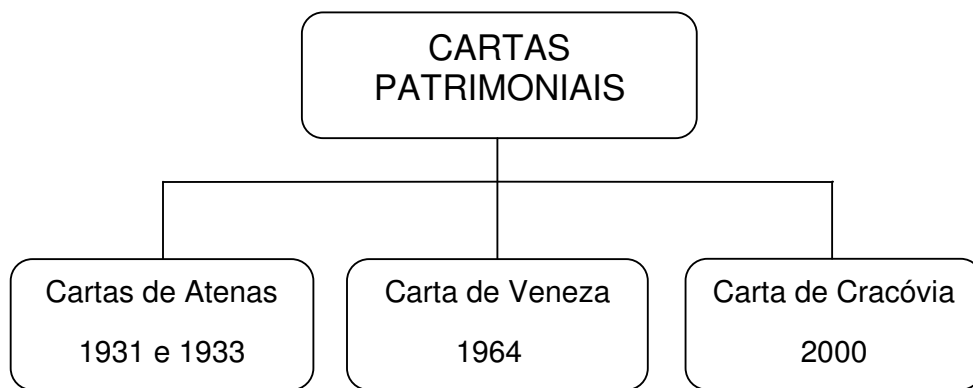 CARTAS
PATRIMONIAIS
Cartas de Atenas
1931 e 1933
Carta de Veneza
1964
Carta de Cracóvia
2000